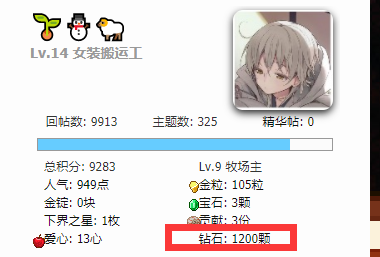 Lv.14 女装搬运工
回帖数: 9913 主题数: 325 精华帖: 0
总积分: 9283 Lv.9 牧场主
人气: 949点 金粒: 105粒
金锭: 0块 宝石: 3颗
下界之星: 1枚 贡献: 3份
爱心: 13心 钻石: 1200颗